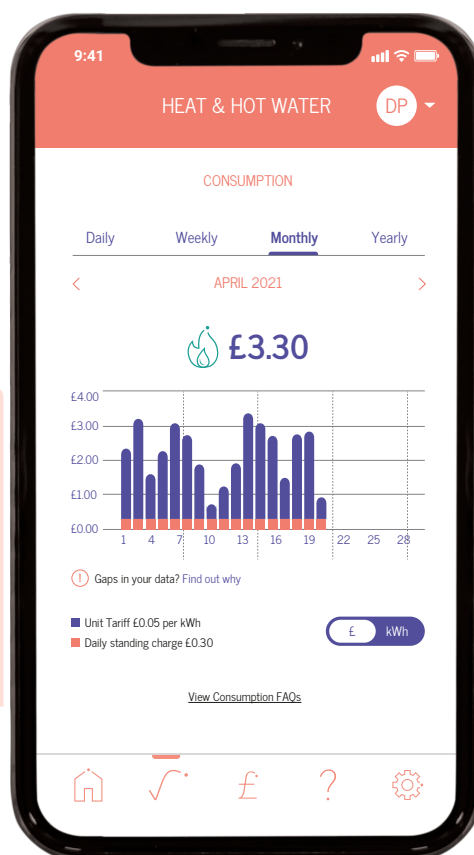 9:41
HEAT & HOT WATER
DP
CONSUMPTION
Daily Weekly Monthly Yearly
APRIL 2021
£3.30
£4.00
£3.00
£2.00
£1.00
£0.00
1 4 7 10 13 16 19 22 25 28
! Gaps in your data? Find out why
Unit Tariff £0.05 per kWh
Daily standing charge £0.30
£ kWh
View Consumption FAQs
£ ?